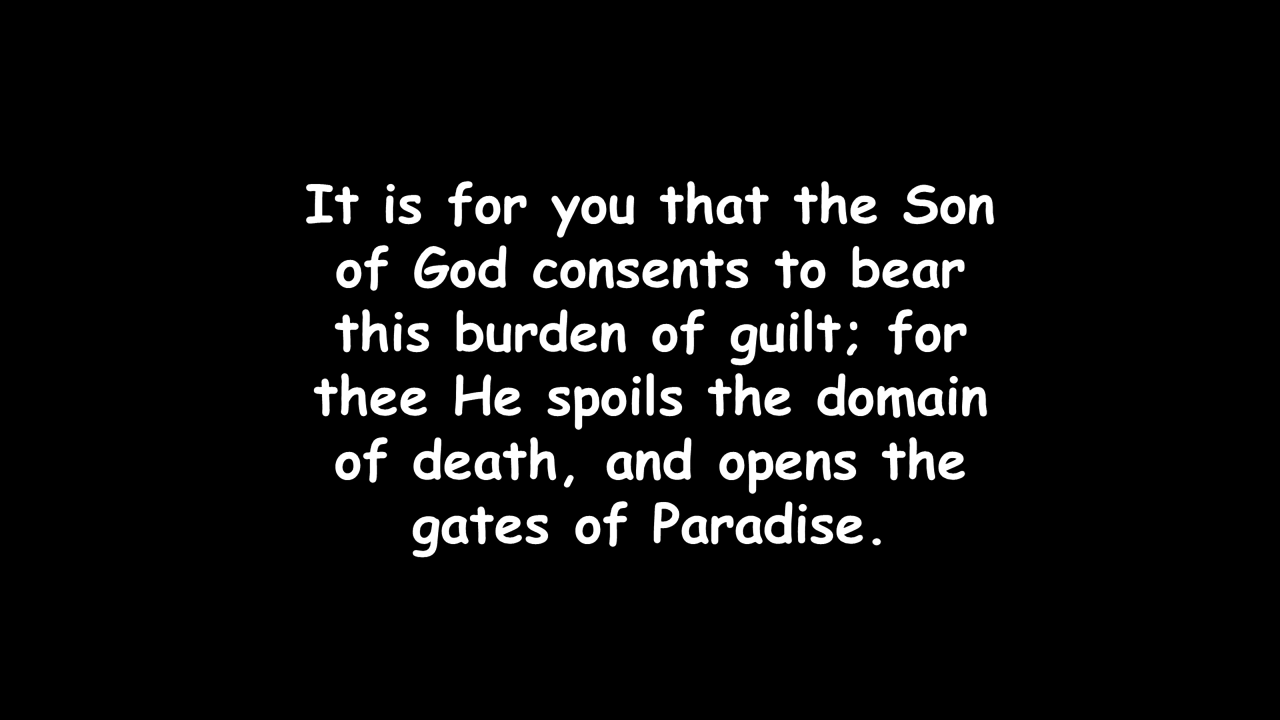 It is for you that the Son
of God consents to bear
this burden of guilt; for
thee He spoils the domain
of death, and opens the
gates of Paradise.